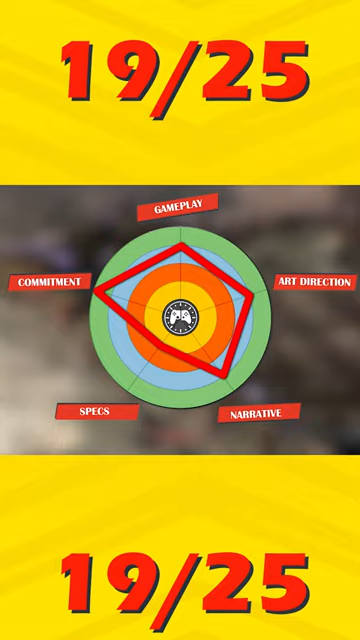 19/25
GAMEPLAY
COMMITMENT
ART DIRECTION
SPECS
NARRATIVE
19/25